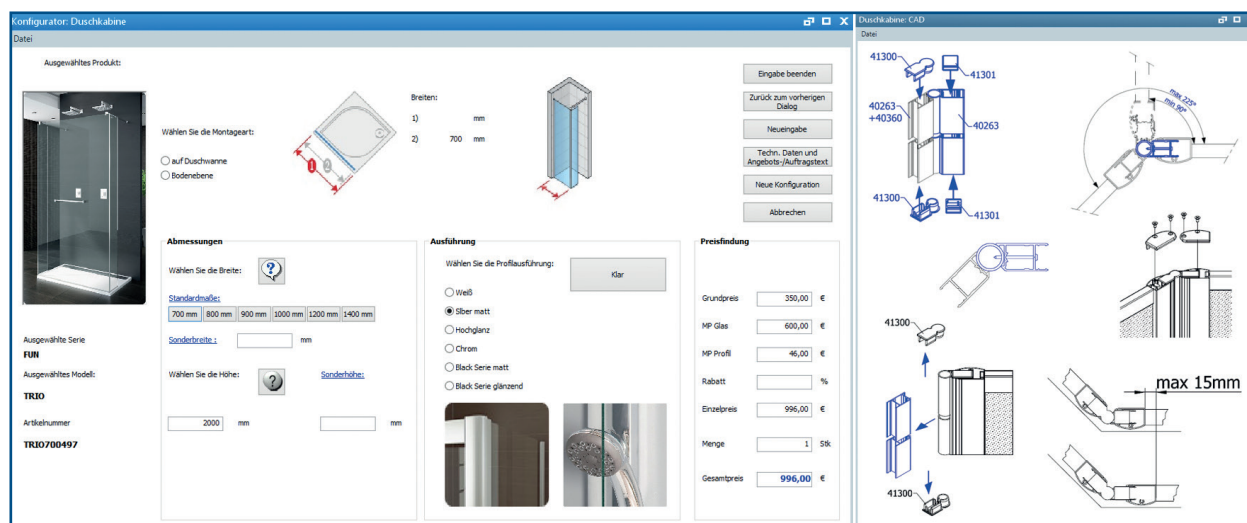 Konfigurator: Duschkabine
Datei
Ausgewähltes Produkt:
Wählen Sie die Montageart:
auf Duschwanne
Bodenebene
1
2
Breiten:
1) mm
2) 700 mm
Eingabe beenden
Zurück zum vorherigen
Dialog
Neueingabe
Techn. Daten und
Angebots-/Auftragstext
Neue Konfiguration
Abbrechen
Ausgewählte Serie
FUN
Ausgewähltes Modell:
TRIO
Artikelnummer
TRIO700497
Abmessungen
Wählen Sie die Breite:
?
Standardmaße:
700 mm 800 mm 900 mm 1000 mm 1200 mm 1400 mm
Sonderbreite : mm
Wählen Sie die Höhe: ? Sonderhöhe:
2000 mm mm
Ausführung
Wählen Sie die Profilausführung:
Klar
Weiß
Slber matt
Hochglanz
Chrom
Black Serie matt
Black Serie glänzend
Preisfindung
Grundpreis 350,00 €
MP Glas 600,00 €
MP Profil 46,00 €
Rabatt %
Einzelpreis 996,00 €
Menge 1 Stk
Gesamtpreis 996,00 €
Duschkabine: CAD
Datei
41300
41301
40263
+40360
40263
41300
41301
max 225°
min 90°
41300
41300
max 15mm